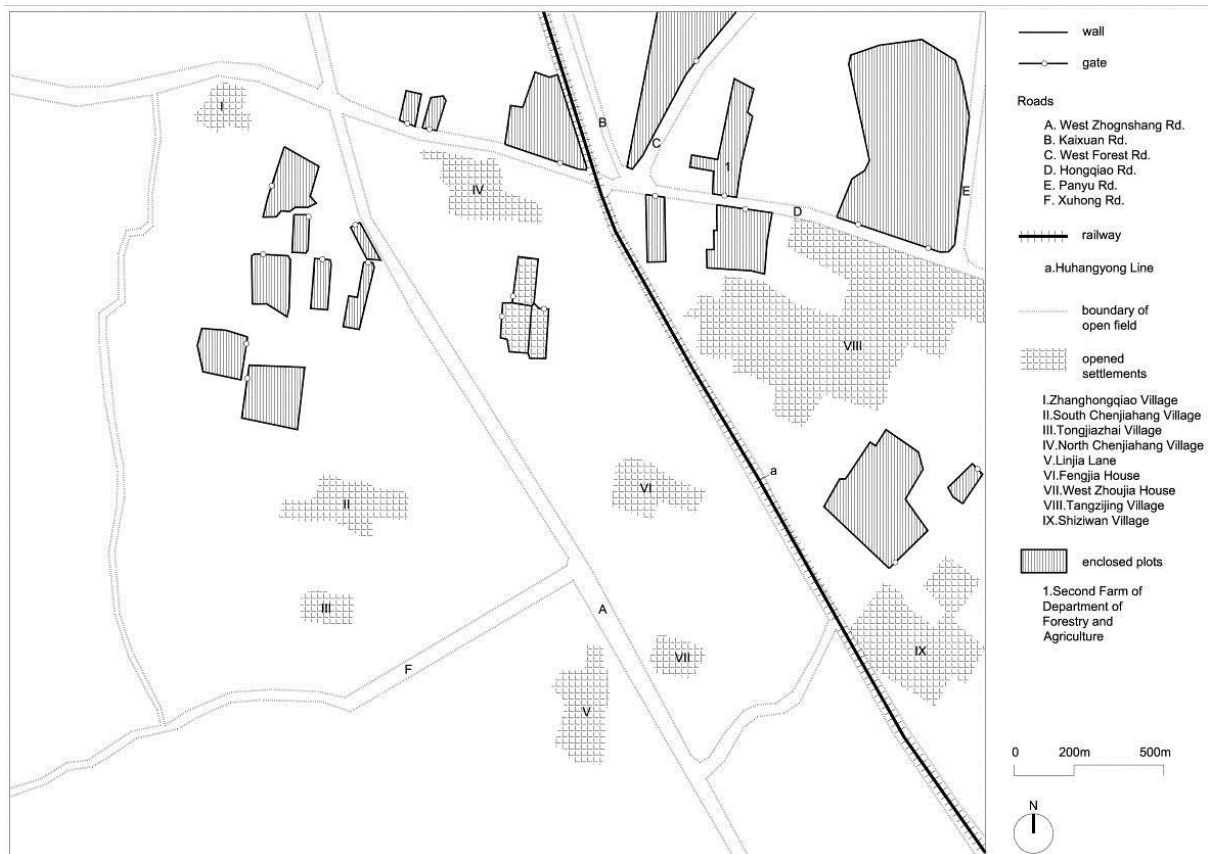 I
IV
B
C
1
D
E
VIII
a
II
VI
III
A
F
VII
V
IX
wall
gate
Roads
A. West Zhognshang Rd.
B. Kaixuan Rd.
C. West Forest Rd.
D. Hongqiao Rd.
E. Panyu Rd.
F. Xuhong Rd.
railway
a.Huhangyong Line
boundary of
open field
opened
settlements
I.Zhanghongqiao Village
II.South Chenjiahang Village
III.Tongjiazhai Village
IV.North Chenjiahang Village
V.Linjia Lane
VI.Fengjia House
VII.West Zhoujia House
VIII.Tangzijing Village
IX.Shiziwan Village
enclosed plots
1.Second Farm of
Department of
Forestry and
Agriculture
0 200m 500m
N